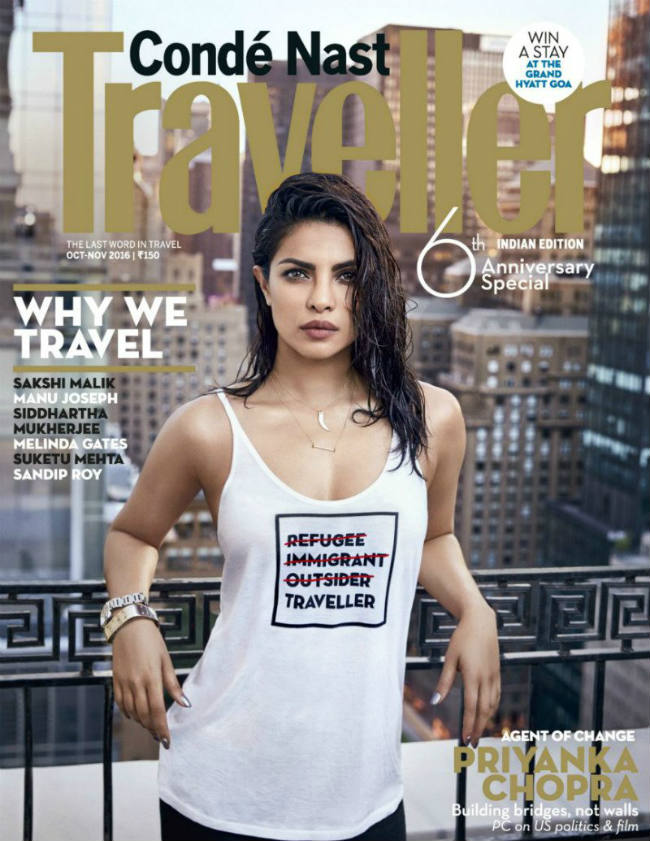 Condé Nast
Traveller
WIN
A STAY
AT THE
GRAND
HYATT GOA
THE LAST WORD IN TRAVEL
OCT-NOV 2016 | ₹150
6th INDIAN EDITION
Anniversary
Special
WHY WE
TRAVEL
SAKSHI MALIK
MANU JOSEPH
SIDDHARTHA
MUKHERJEE
MELINDA GATES
SUKETU MEHTA
SANDIP ROY
REFUGEE
IMMIGRANT
OUTSIDER
TRAVELLER
AGENT OF CHANGE
PRIYANKA
CHOPRA
Building bridges, not walls
PC on US politics & film